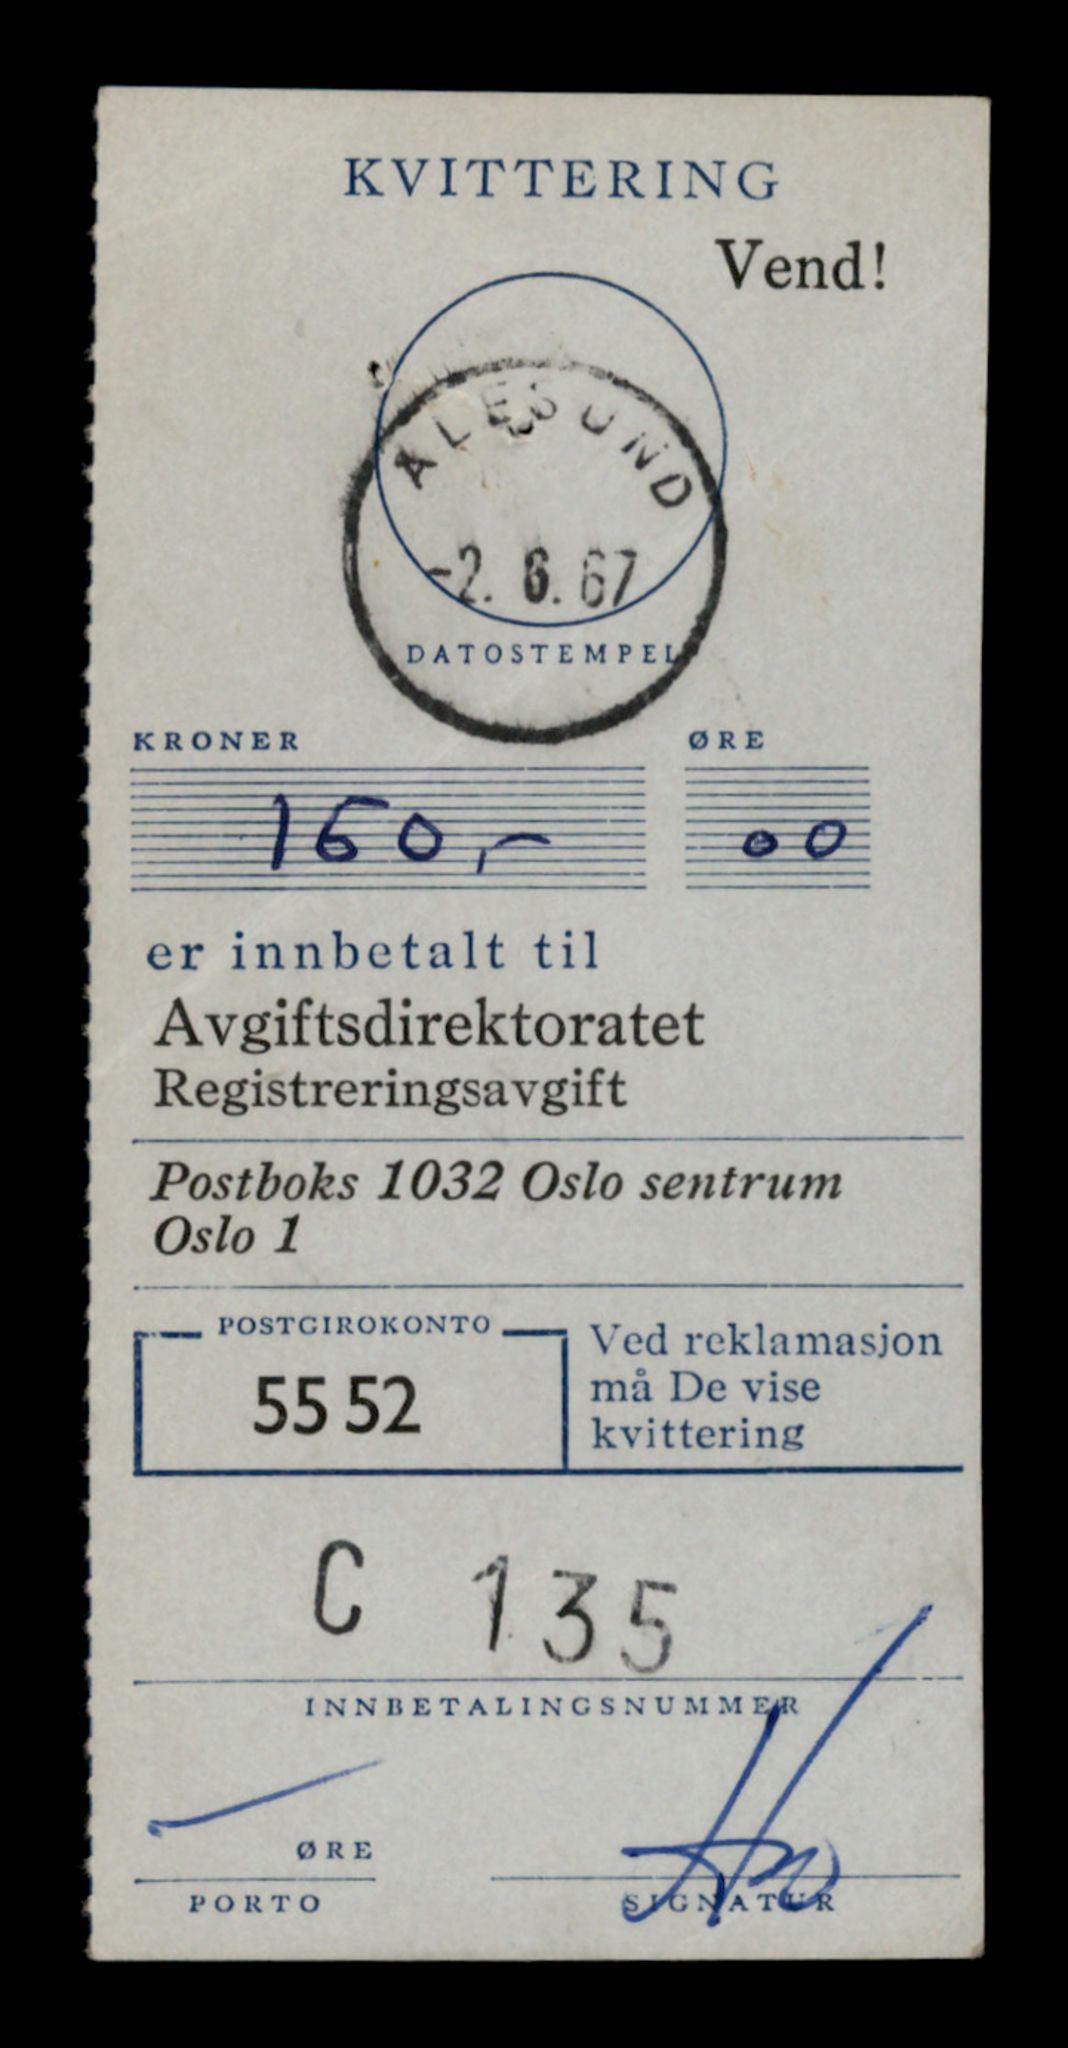 KVITTERING
Vend!
ÅLESUND
-2. 6. 67
DATOSTEMPEL
KRONER ØRE
160,- 00
er innbetalt til
Avgiftsdirektoratet
Registreringsavgift
Postboks 1032 Oslo sentrum
Oslo 1
POSTGIROKONTO
55 52
Ved reklamasjon
må De vise
kvittering
C 135
INNBETALINGSNUMMER
ØRE
PORTO
SIGNATUR